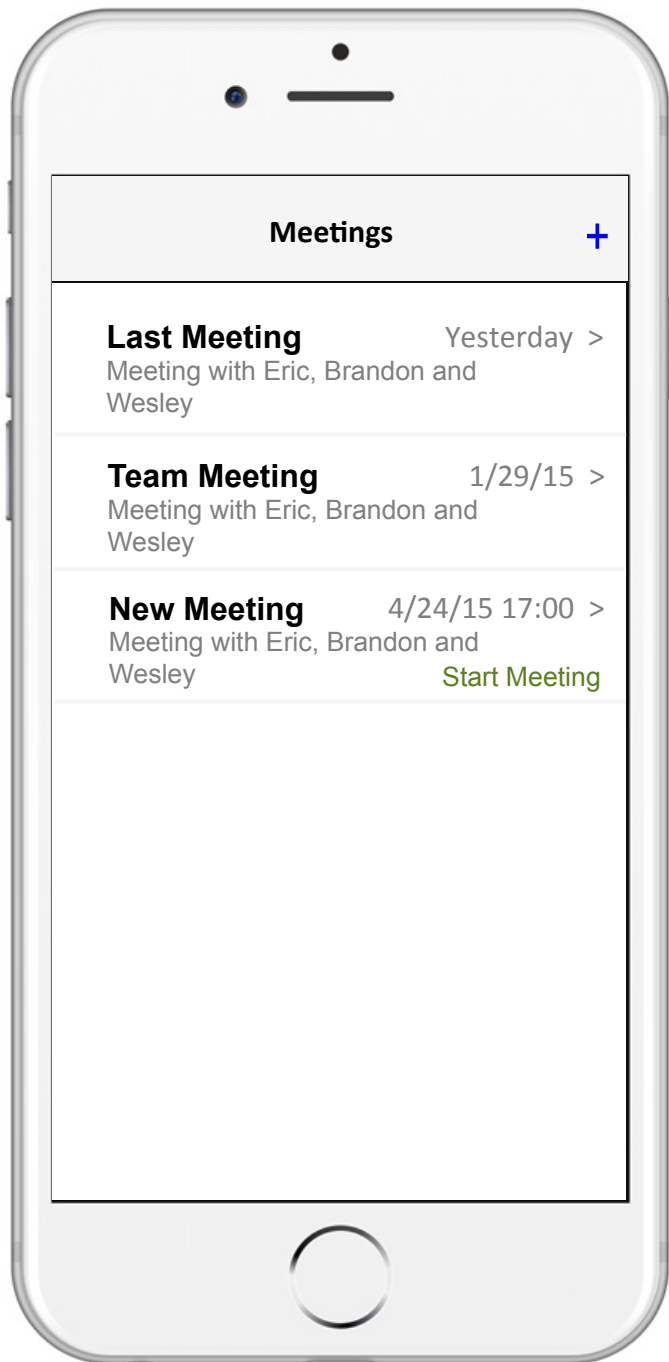 Meetings +
Last Meeting Yesterday >
Meeting with Eric, Brandon and
Wesley
Team Meeting 1/29/15 >
Meeting with Eric, Brandon and
Wesley
New Meeting 4/24/15 17:00 >
Meeting with Eric, Brandon and
Wesley Start Meeting